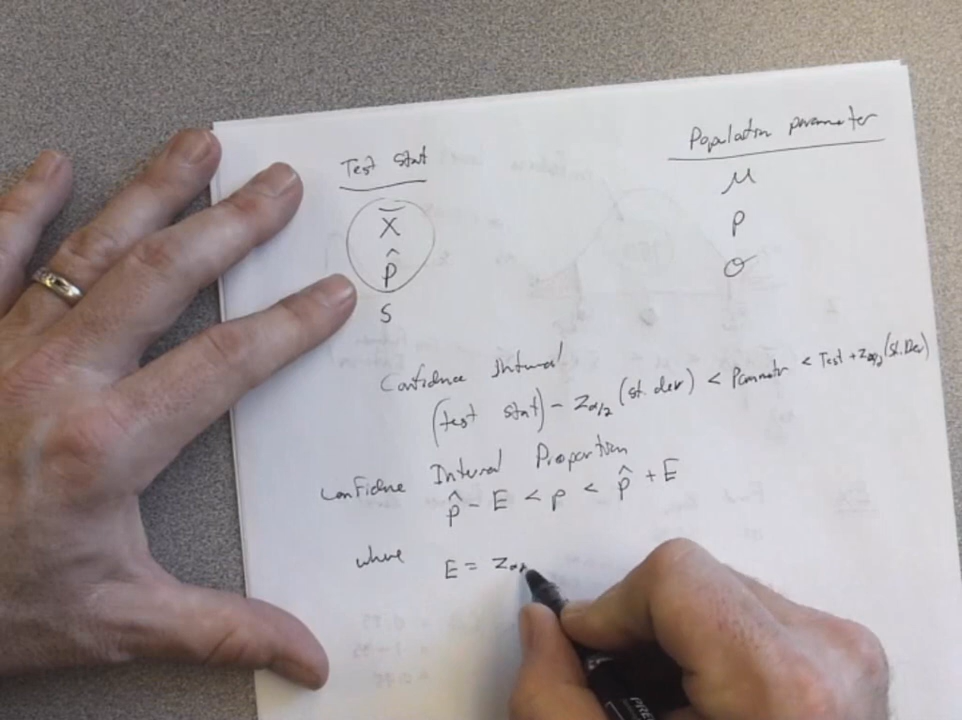 Test stat
Population parameter
X̄
μ
p̂
p
s
σ
Confidence Interval
(test stat) - Zα/2 (st. dev) < Parameter < Test + Zα/2 (St. Dev)
Confidence Interval Proportion
p̂ - E < p < p̂ + E
where E = Zα/
PRE